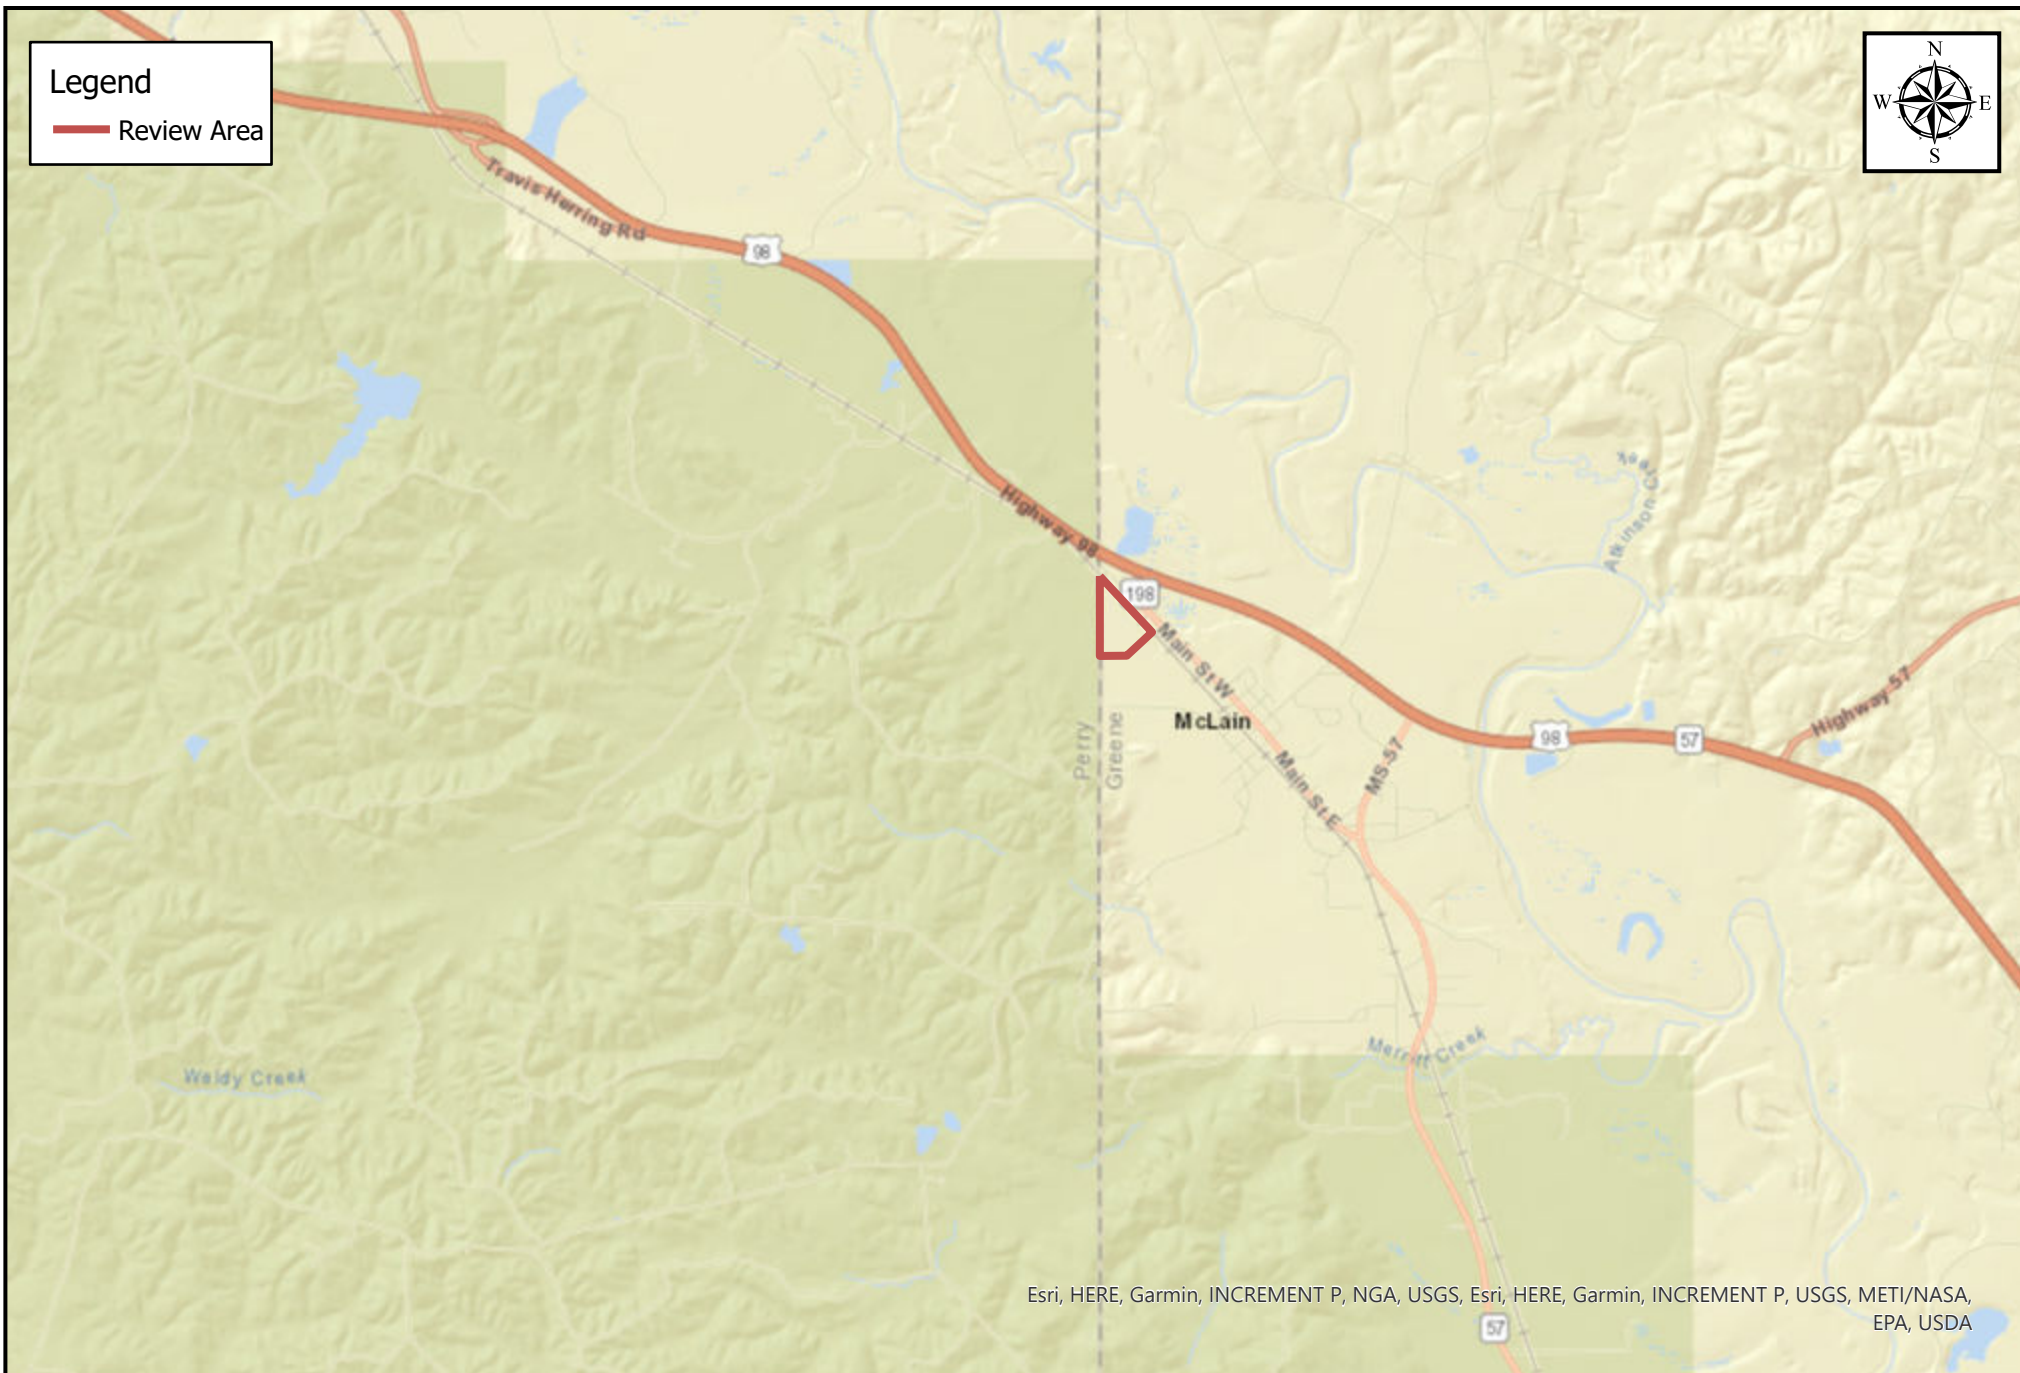 Legend
Review Area
N
W E
S
Travis Herring Rd
98
Highway 98
198
Main St W
McLain
Perry
Greene
Main St E
MS-57
Atkinson Creek
98
57
Highway 57
Merritt Creek
Weldy Creek
57
Esri, HERE, Garmin, INCREMENT P, NGA, USGS, Esri, HERE, Garmin, INCREMENT P, USGS, METI/NASA,
EPA, USDA